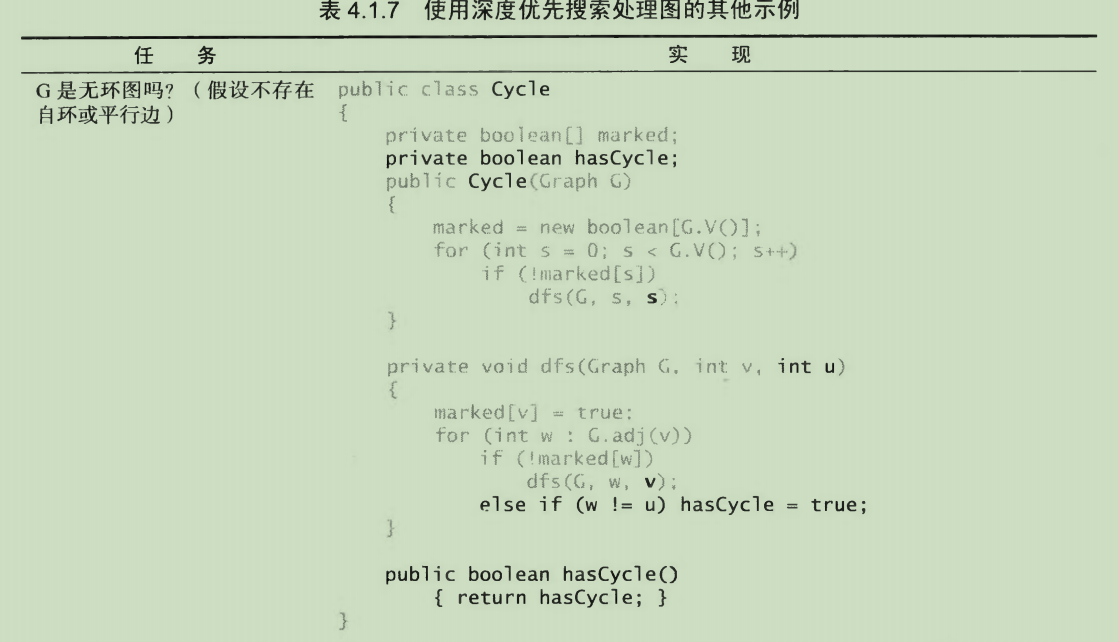 表 4.1.7 使用深度优先搜索处理图的其他示例
任 务 实 现
G 是无环图吗？（假设不存在
自环或平行边）
public class Cycle
{
    private boolean[] marked;
    private boolean hasCycle;
    public Cycle(Graph G)
    {
        marked = new boolean[G.V()];
        for (int s = 0; s < G.V(); s++)
            if (!marked[s])
                dfs(G, s, s);
    }
    private void dfs(Graph G, int v, int u)
    {
        marked[v] = true;
        for (int w : G.adj(v))
            if (!marked[w])
                dfs(G, w, v);
            else if (w != u) hasCycle = true;
    }
    public boolean hasCycle()
        { return hasCycle; }
}